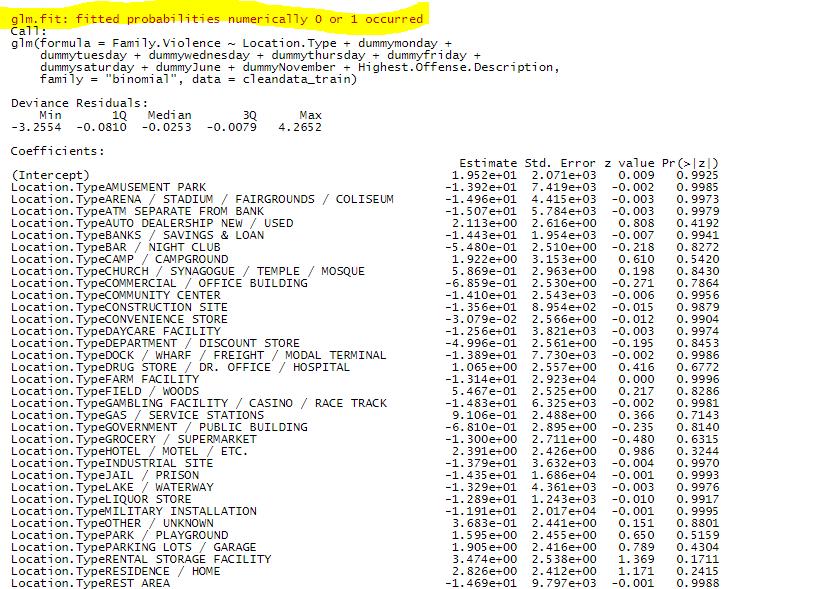 glm.fit: fitted probabilities numerically 0 or 1 occurred
Call:
glm(formula = Family.Violence ~ Location.Type + dummymonday +
dummytuesday + dummywednesday + dummythursday + dummyfriday +
dummysaturday + dummyJune + dummyNovember + Highest.Offense.Description,
family = "binomial", data = cleandata_train)
Deviance Residuals:
Min 1Q Median 3Q Max
-3.2554 -0.0810 -0.0253 -0.0079 4.2652
Coefficients:
Estimate Std. Error z value Pr(>|z|)
(Intercept) 1.952e+01 2.071e+03 0.009 0.9925
Location.TypeAMUSEMENT PARK -1.392e+01 7.419e+03 -0.002 0.9985
Location.TypeARENA / STADIUM / FAIRGROUNDS / COLISEUM -1.496e+01 4.415e+03 -0.003 0.9973
Location.TypeATM SEPARATE FROM BANK -1.507e+01 5.784e+03 -0.003 0.9979
Location.TypeAUTO DEALERSHIP NEW / USED 2.113e+00 2.616e+00 0.808 0.4192
Location.TypeBANKS / SAVINGS & LOAN -1.443e+01 1.954e+03 -0.007 0.9941
Location.TypeBAR / NIGHT CLUB -5.480e-01 2.510e+00 -0.218 0.8272
Location.TypeCAMP / CAMPGROUND 1.922e+00 3.153e+00 0.610 0.5420
Location.TypeCHURCH / SYNAGOGUE / TEMPLE / MOSQUE 5.869e-01 2.963e+00 0.198 0.8430
Location.TypeCOMMERCIAL / OFFICE BUILDING -6.859e-01 2.530e+00 -0.271 0.7864
Location.TypeCOMMUNITY CENTER -1.410e+01 2.543e+03 -0.006 0.9956
Location.TypeCONSTRUCTION SITE -1.356e+01 8.954e+02 -0.015 0.9879
Location.TypeCONVENIENCE STORE -3.079e-02 2.566e+00 -0.012 0.9904
Location.TypeDAYCARE FACILITY -1.256e+01 3.821e+03 -0.003 0.9974
Location.TypeDEPARTMENT / DISCOUNT STORE -4.996e-01 2.561e+00 -0.195 0.8453
Location.TypeDOCK / WHARF / FREIGHT / MODAL TERMINAL -1.389e+01 7.730e+03 -0.002 0.9986
Location.TypeDRUG STORE / DR. OFFICE / HOSPITAL 1.065e+00 2.557e+00 0.416 0.6772
Location.TypeFARM FACILITY -1.314e+01 2.923e+04 0.000 0.9996
Location.TypeFIELD / WOODS 5.467e-01 2.525e+00 0.217 0.8286
Location.TypeGAMBLING FACILITY / CASINO / RACE TRACK -1.483e+01 6.325e+03 -0.002 0.9981
Location.TypeGAS / SERVICE STATIONS 9.106e-01 2.488e+00 0.366 0.7143
Location.TypeGOVERNMENT / PUBLIC BUILDING -6.810e-01 2.895e+00 -0.235 0.8140
Location.TypeGROCERY / SUPERMARKET -1.300e+00 2.711e+00 -0.480 0.6315
Location.TypeHOTEL / MOTEL / ETC. 2.391e+00 2.426e+00 0.986 0.3244
Location.TypeINDUSTRIAL SITE -1.379e+01 3.632e+03 -0.004 0.9970
Location.TypeJAIL / PRISON -1.435e+01 1.686e+04 -0.001 0.9993
Location.TypeLAKE / WATERWAY -1.329e+01 4.361e+03 -0.003 0.9976
Location.TypeLIQUOR STORE -1.289e+01 1.243e+03 -0.010 0.9917
Location.TypeMILITARY INSTALLATION -1.191e+01 2.017e+04 -0.001 0.9995
Location.TypeOTHER / UNKNOWN 3.683e-01 2.441e+00 0.151 0.8801
Location.TypePARK / PLAYGROUND 1.595e+00 2.455e+00 0.650 0.5159
Location.TypePARKING LOTS / GARAGE 1.905e+00 2.416e+00 0.789 0.4304
Location.TypeRENTAL STORAGE FACILITY 3.474e+00 2.538e+00 1.369 0.1711
Location.TypeRESIDENCE / HOME 2.826e+00 2.412e+00 1.171 0.2415
Location.TypeREST AREA -1.469e+01 9.797e+03 -0.001 0.9988